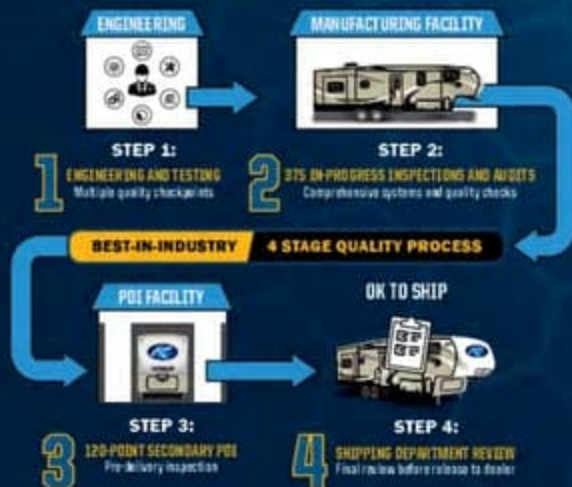 ENGINEERING
MANUFACTURING FACILITY
STEP 1:
1 ENGINEERING AND TESTING
Multiple quality checkpoints
STEP 2:
2 375 IN-PROGRESS INSPECTIONS AND AUDITS
Comprehensive systems and quality checks
BEST-IN-INDUSTRY 4 STAGE QUALITY PROCESS
PDI FACILITY
OK TO SHIP
STEP 3:
3 120-POINT SECONDARY PDI
Pre-delivery inspection
STEP 4:
4 SHIPPING DEPARTMENT REVIEW
Final review before release to dealer